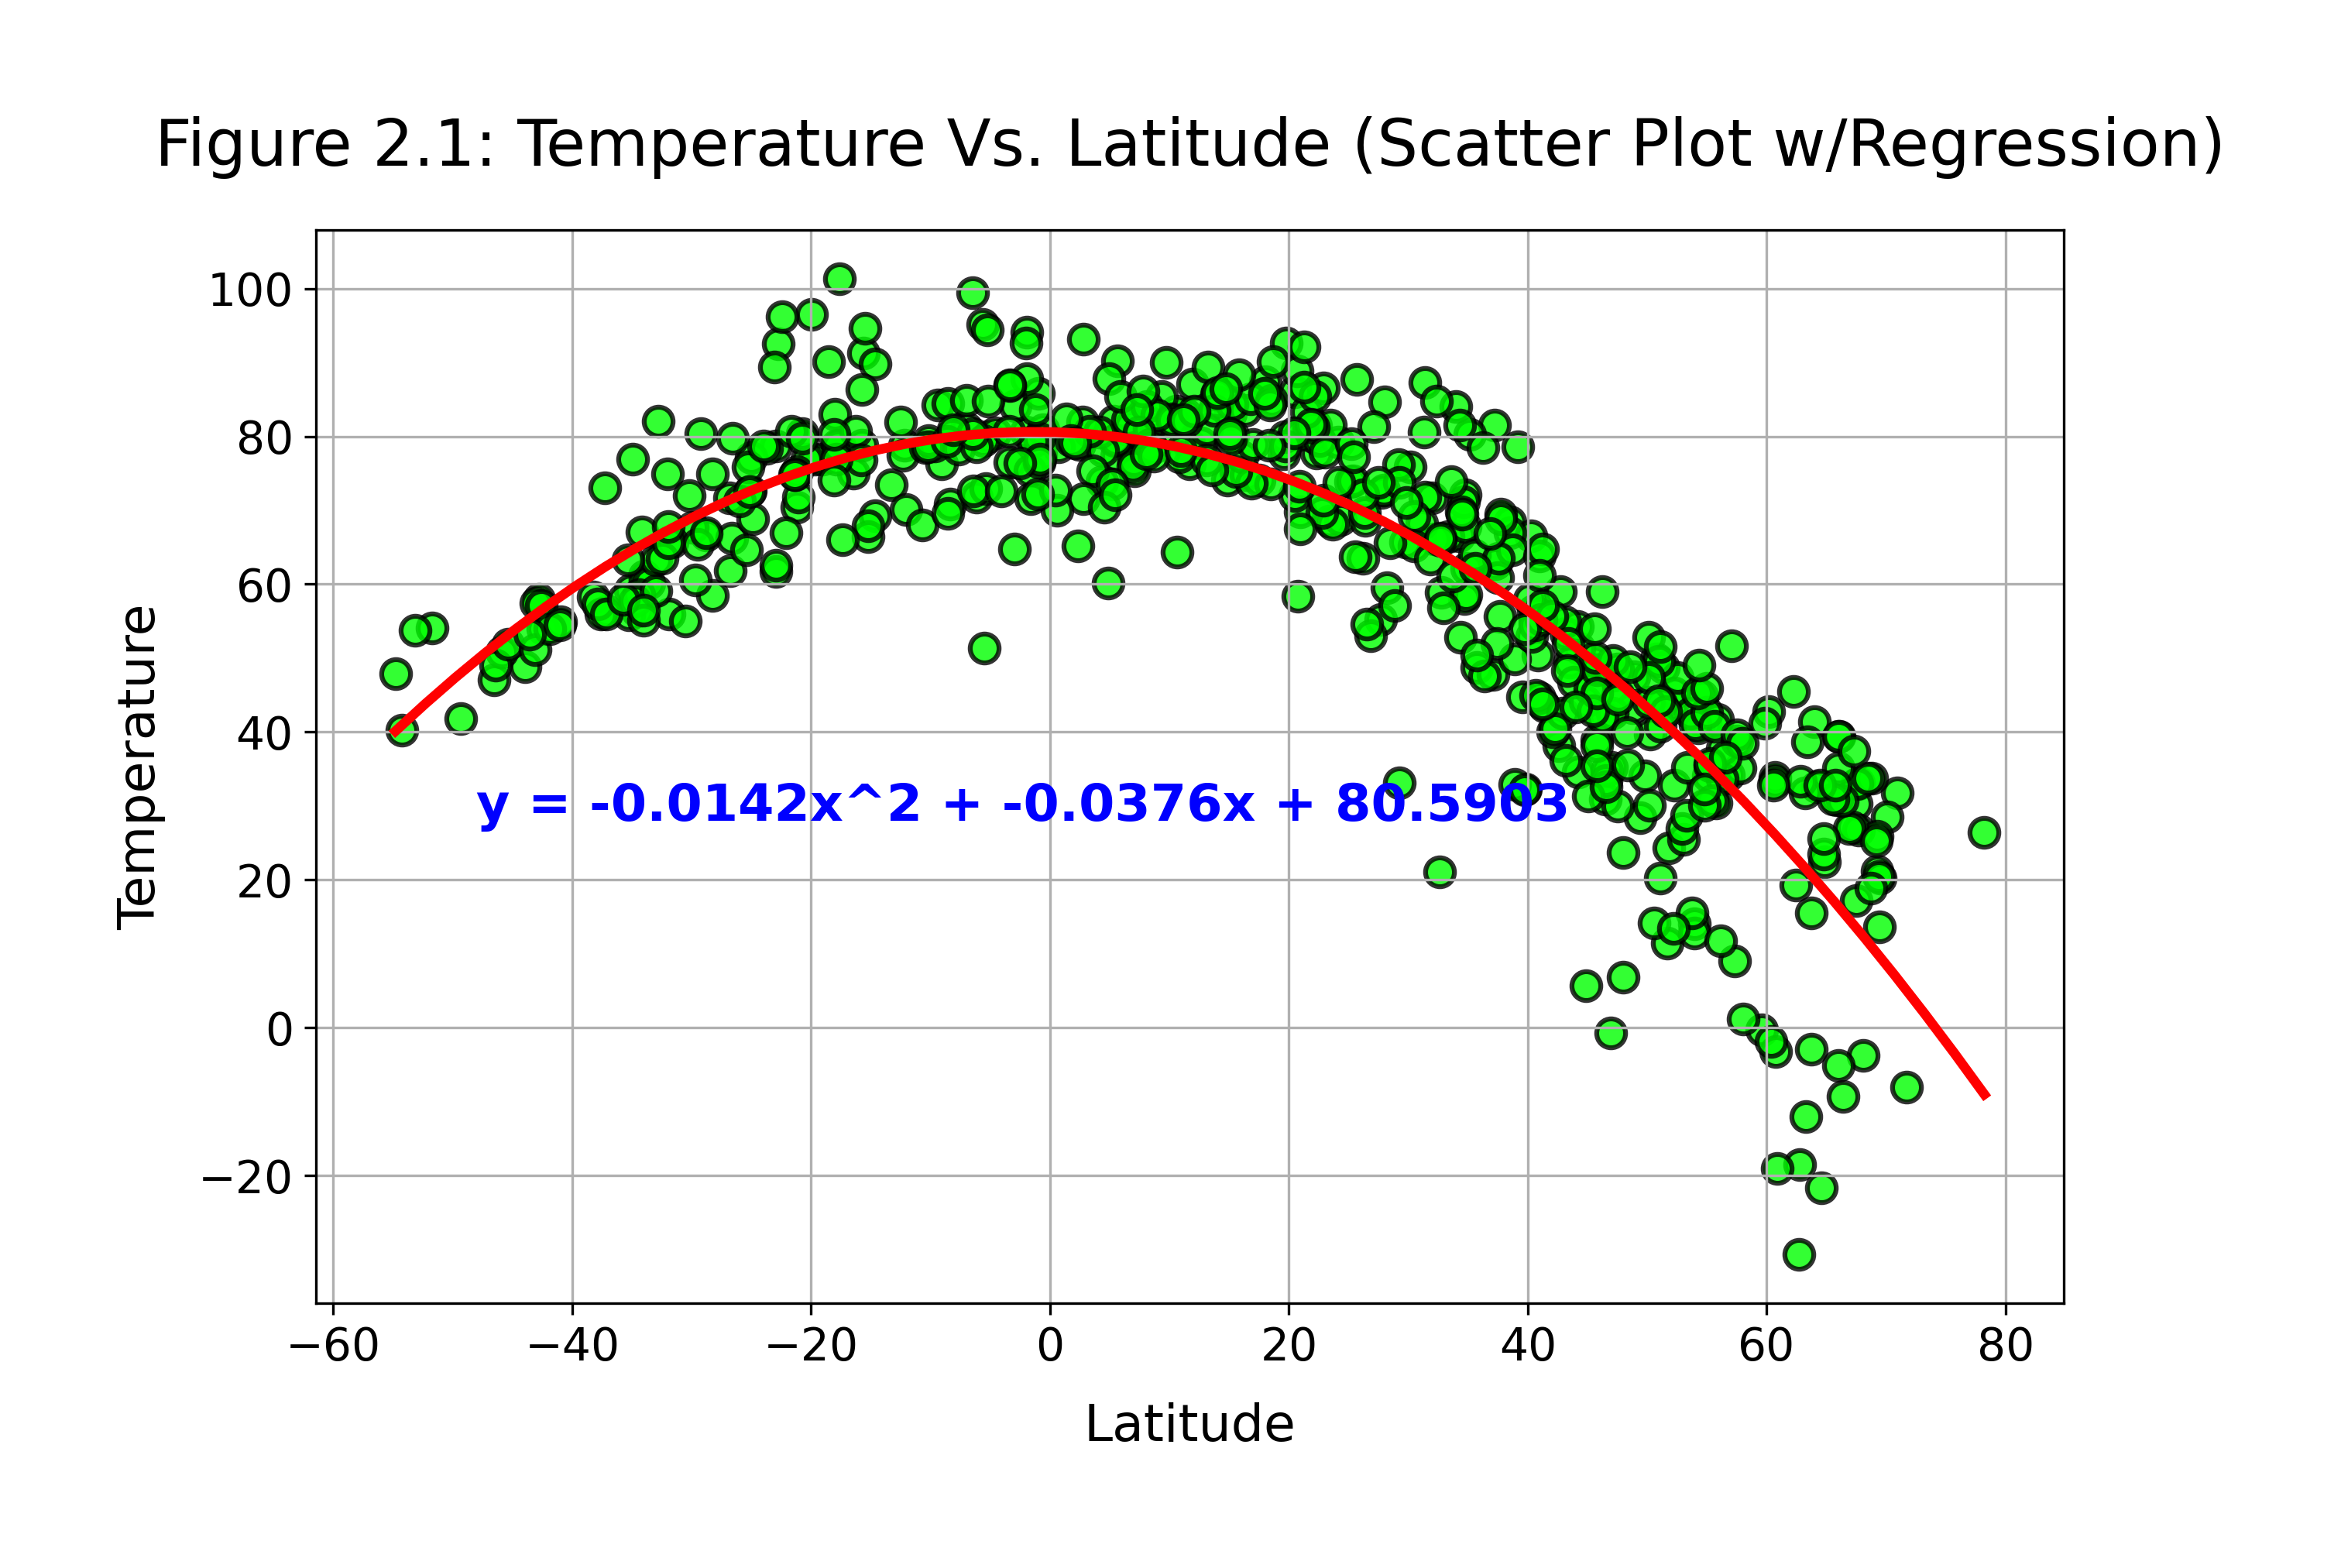 Figure 2.1: Temperature Vs. Latitude (Scatter Plot w/Regression)
100
80
60
40
20
0
−20
Temperature
y = -0.0142x^2 + -0.0376x + 80.5903
−60 −40 −20 0 20 40 60 80
Latitude